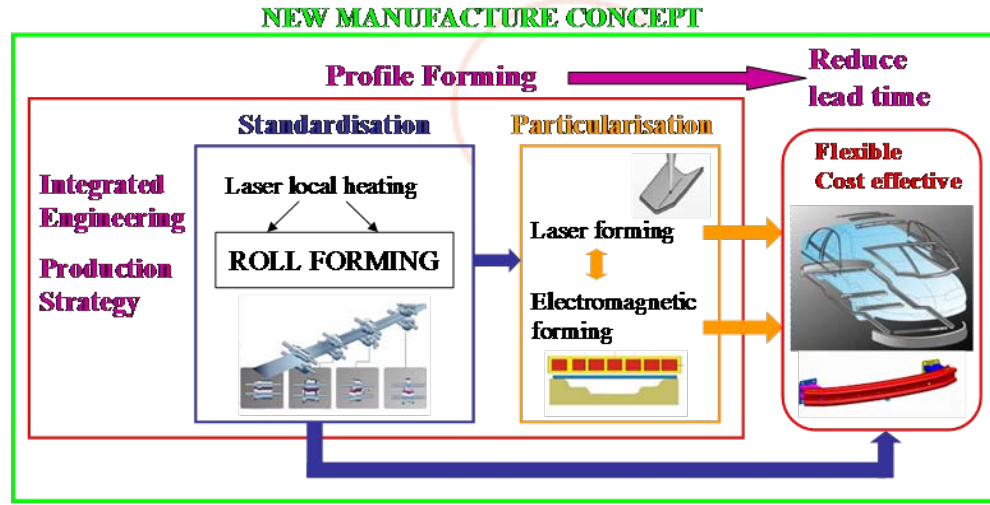 NEW MANUFACTURE CONCEPT
Profile Forming
Reduce
lead time
Standardisation
Particularisation
Integrated
Engineering
Production
Strategy
Laser local heating
ROLL FORMING
Laser forming
Electromagnetic
forming
Flexible
Cost effective